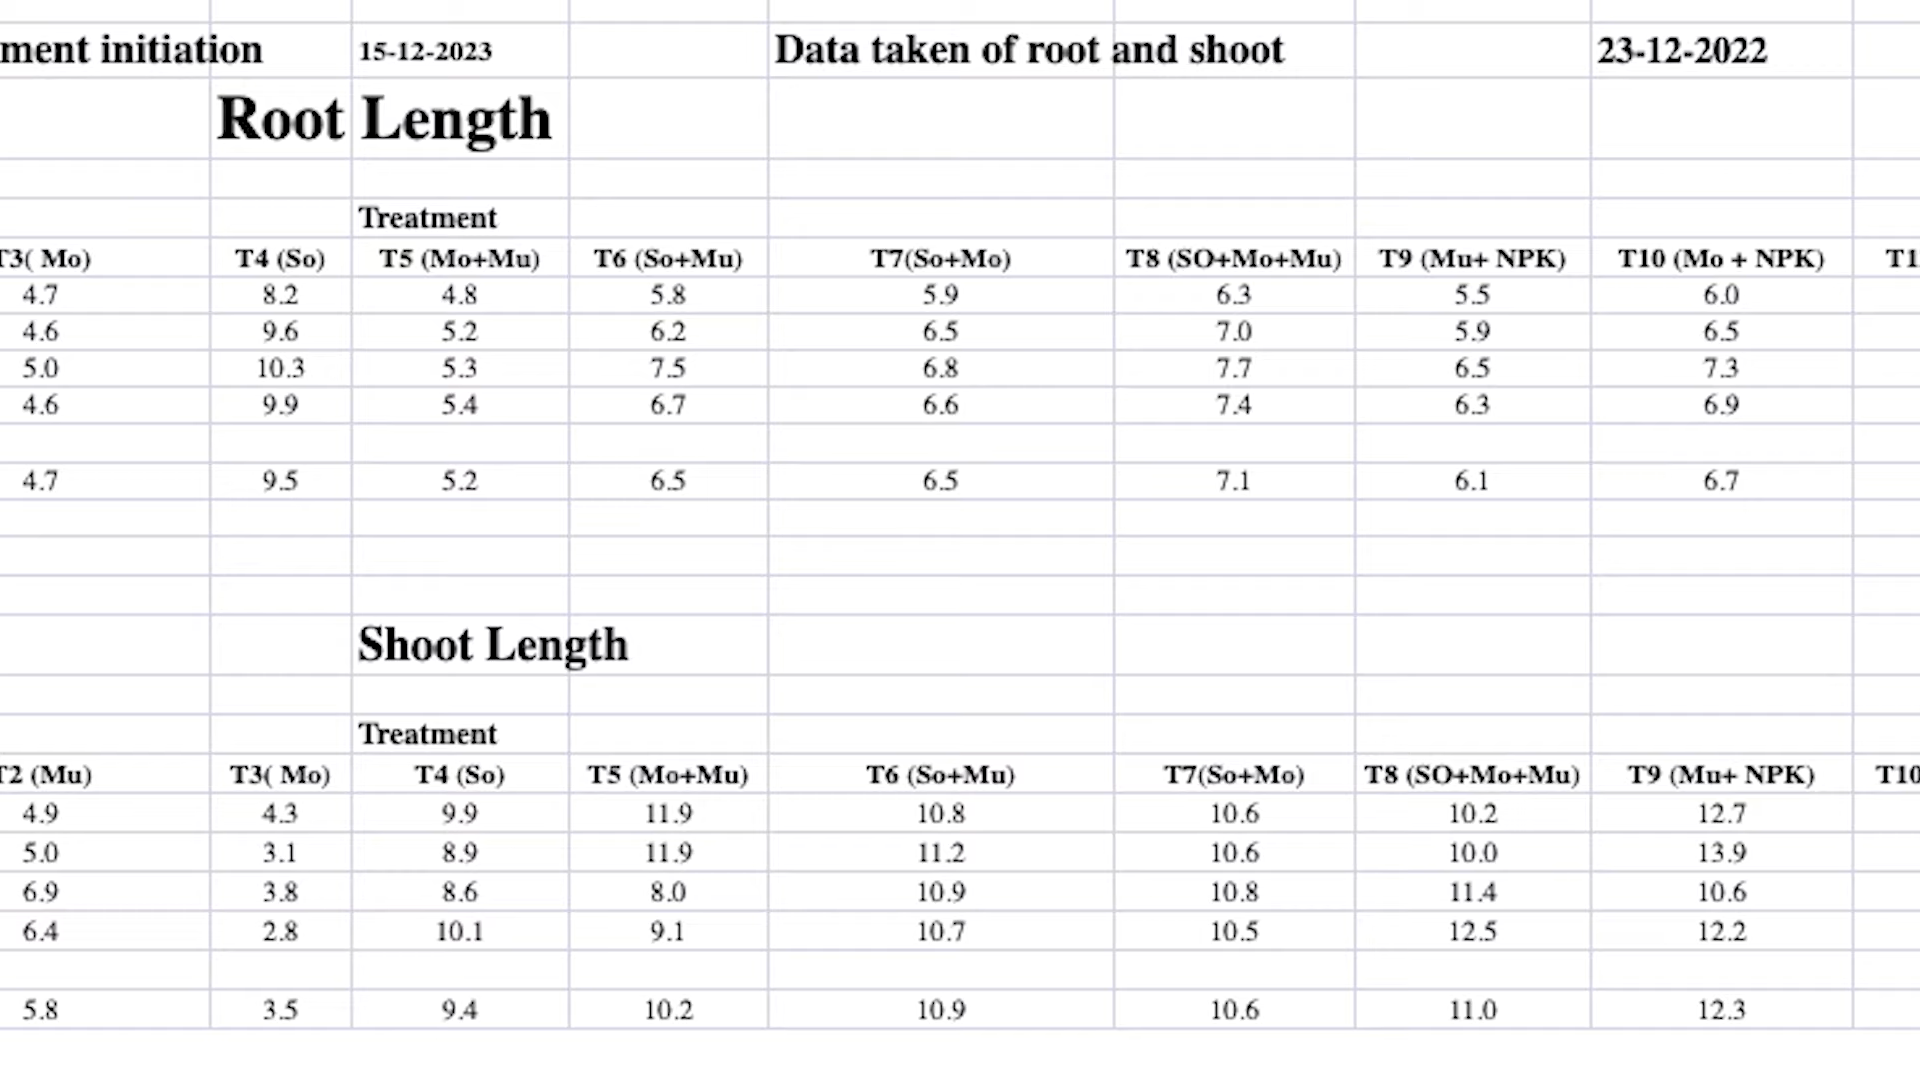 ment initiation 15-12-2023 Data taken of root and shoot 23-12-2022
Root Length
Treatment
T3( Mo) T4 (So) T5 (Mo+Mu) T6 (So+Mu) T7(So+Mo) T8 (SO+Mo+Mu) T9 (Mu+ NPK) T10 (Mo + NPK) T1
4.7 8.2 4.8 5.8 5.9 6.3 5.5 6.0
4.6 9.6 5.2 6.2 6.5 7.0 5.9 6.5
5.0 10.3 5.3 7.5 6.8 7.7 6.5 7.3
4.6 9.9 5.4 6.7 6.6 7.4 6.3 6.9
4.7 9.5 5.2 6.5 6.5 7.1 6.1 6.7
Shoot Length
Treatment
T2 (Mu) T3( Mo) T4 (So) T5 (Mo+Mu) T6 (So+Mu) T7(So+Mo) T8 (SO+Mo+Mu) T9 (Mu+ NPK) T10
4.9 4.3 9.9 11.9 10.8 10.6 10.2 12.7
5.0 3.1 8.9 11.9 11.2 10.6 10.0 13.9
6.9 3.8 8.6 8.0 10.9 10.8 11.4 10.6
6.4 2.8 10.1 9.1 10.7 10.5 12.5 12.2
5.8 3.5 9.4 10.2 10.9 10.6 11.0 12.3